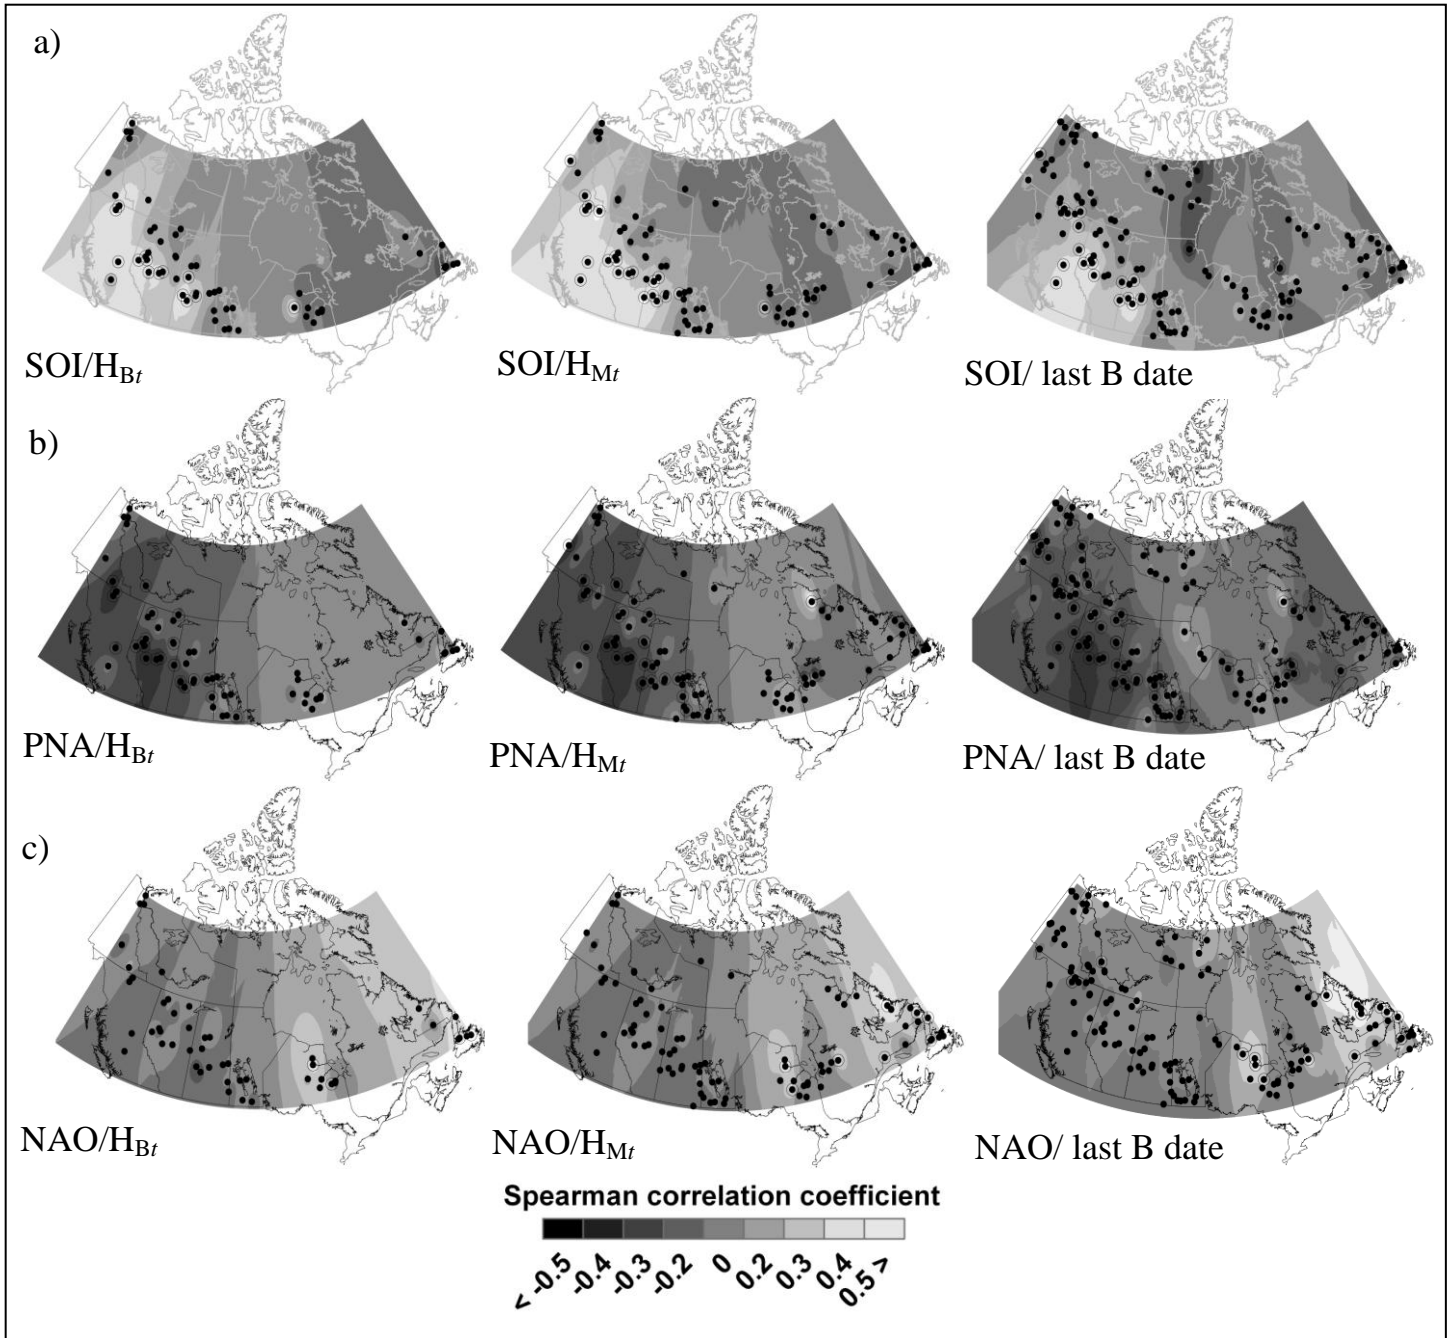 a)
SOI/H_Bt
SOI/H_Mt
SOI/ last B date
b)
PNA/H_Bt
PNA/H_Mt
PNA/ last B date
c)
NAO/H_Bt
NAO/H_Mt
NAO/ last B date
Spearman correlation coefficient
< -0.5
-0.4
-0.3
-0.2
0
0.2
0.3
0.4
0.5 >